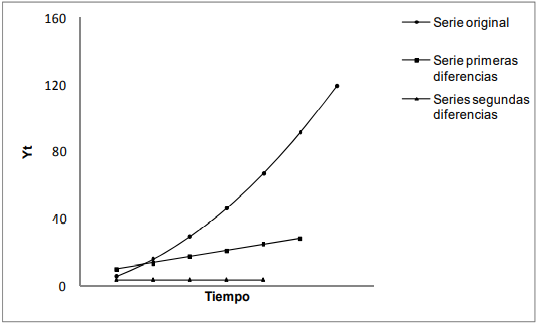 160
120
80
40
0
Yt
Tiempo
Serie original
Serie primeras
diferencias
Series segundas
diferencias